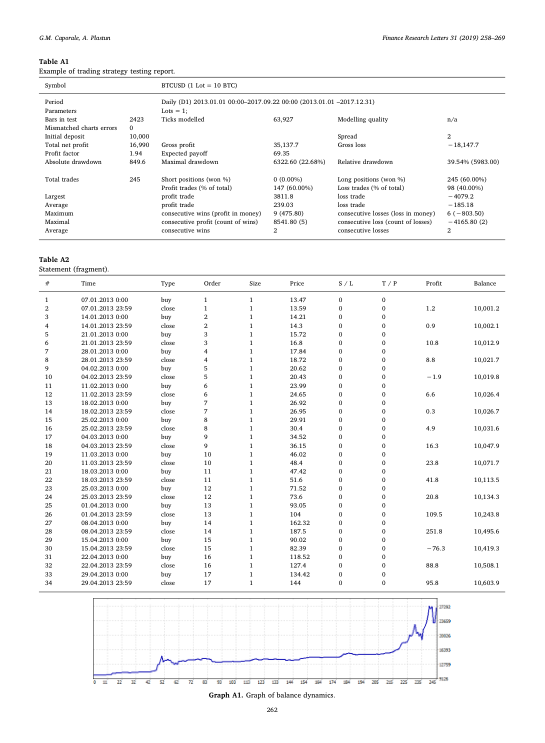 G.M. Caporale, A. Plastun Finance Research Letters 31 (2019) 258–269
Table A1
Example of trading strategy testing report.
Symbol BTCUSD (1 Lot = 10 BTC)
Period Daily (D1) 2013.01.01 00:00–2017.09.22 00:00 (2013.01.01 –2017.12.31)
Parameters Lots = 1;
Bars in test 2423 Ticks modelled 63,927 Modelling quality n/a
Mismatched charts errors 0
Initial deposit 10,000 Spread 2
Total net profit 16,990 Gross profit 35,137.7 Gross loss −18,147.7
Profit factor 1.94 Expected payoff 69.35
Absolute drawdown 849.6 Maximal drawdown 6322.60 (22.68%) Relative drawdown 39.54% (5983.00)
Total trades 245 Short positions (won %) 0 (0.00%) Long positions (won %) 245 (60.00%)
Profit trades (% of total) 147 (60.00%) Loss trades (% of total) 98 (40.00%)
Largest profit trade 3811.8 loss trade −4079.2
Average profit trade 239.03 loss trade −185.18
Maximum consecutive wins (profit in money) 9 (475.80) consecutive losses (loss in money) 6 (−803.50)
Maximal consecutive profit (count of wins) 8541.80 (5) consecutive loss (count of losses) −4165.80 (2)
Average consecutive wins 2 consecutive losses 2
Table A2
Statement (fragment).
# Time Type Order Size Price S / L T / P Profit Balance
1 07.01.2013 0:00 buy 1 1 13.47 0 0
2 07.01.2013 23:59 close 1 1 13.59 0 0 1.2 10,001.2
3 14.01.2013 0:00 buy 2 1 14.21 0 0
4 14.01.2013 23:59 close 2 1 14.3 0 0 0.9 10,002.1
5 21.01.2013 0:00 buy 3 1 15.72 0 0
6 21.01.2013 23:59 close 3 1 16.8 0 0 10.8 10,012.9
7 28.01.2013 0:00 buy 4 1 17.84 0 0
8 28.01.2013 23:59 close 4 1 18.72 0 0 8.8 10,021.7
9 04.02.2013 0:00 buy 5 1 20.62 0 0
10 04.02.2013 23:59 close 5 1 20.43 0 0 −1.9 10,019.8
11 11.02.2013 0:00 buy 6 1 23.99 0 0
12 11.02.2013 23:59 close 6 1 24.65 0 0 6.6 10,026.4
13 18.02.2013 0:00 buy 7 1 26.92 0 0
14 18.02.2013 23:59 close 7 1 26.95 0 0 0.3 10,026.7
15 25.02.2013 0:00 buy 8 1 29.91 0 0
16 25.02.2013 23:59 close 8 1 30.4 0 0 4.9 10,031.6
17 04.03.2013 0:00 buy 9 1 34.52 0 0
18 04.03.2013 23:59 close 9 1 36.15 0 0 16.3 10,047.9
19 11.03.2013 0:00 buy 10 1 46.02 0 0
20 11.03.2013 23:59 close 10 1 48.4 0 0 23.8 10,071.7
21 18.03.2013 0:00 buy 11 1 47.42 0 0
22 18.03.2013 23:59 close 11 1 51.6 0 0 41.8 10,113.5
23 25.03.2013 0:00 buy 12 1 71.52 0 0
24 25.03.2013 23:59 close 12 1 73.6 0 0 20.8 10,134.3
25 01.04.2013 0:00 buy 13 1 93.05 0 0
26 01.04.2013 23:59 close 13 1 104 0 0 109.5 10,243.8
27 08.04.2013 0:00 buy 14 1 162.32 0 0
28 08.04.2013 23:59 close 14 1 187.5 0 0 251.8 10,495.6
29 15.04.2013 0:00 buy 15 1 90.02 0 0
30 15.04.2013 23:59 close 15 1 82.39 0 0 −76.3 10,419.3
31 22.04.2013 0:00 buy 16 1 118.52 0 0
32 22.04.2013 23:59 close 16 1 127.4 0 0 88.8 10,508.1
33 29.04.2013 0:00 buy 17 1 134.42 0 0
34 29.04.2013 23:59 close 17 1 144 0 0 95.8 10,603.9
0 11 22 32 42 52 62 72 83 93 103 113 123 134 144 154 164 174 184 195 205 215 225 235 245
Graph A1. Graph of balance dynamics.
262